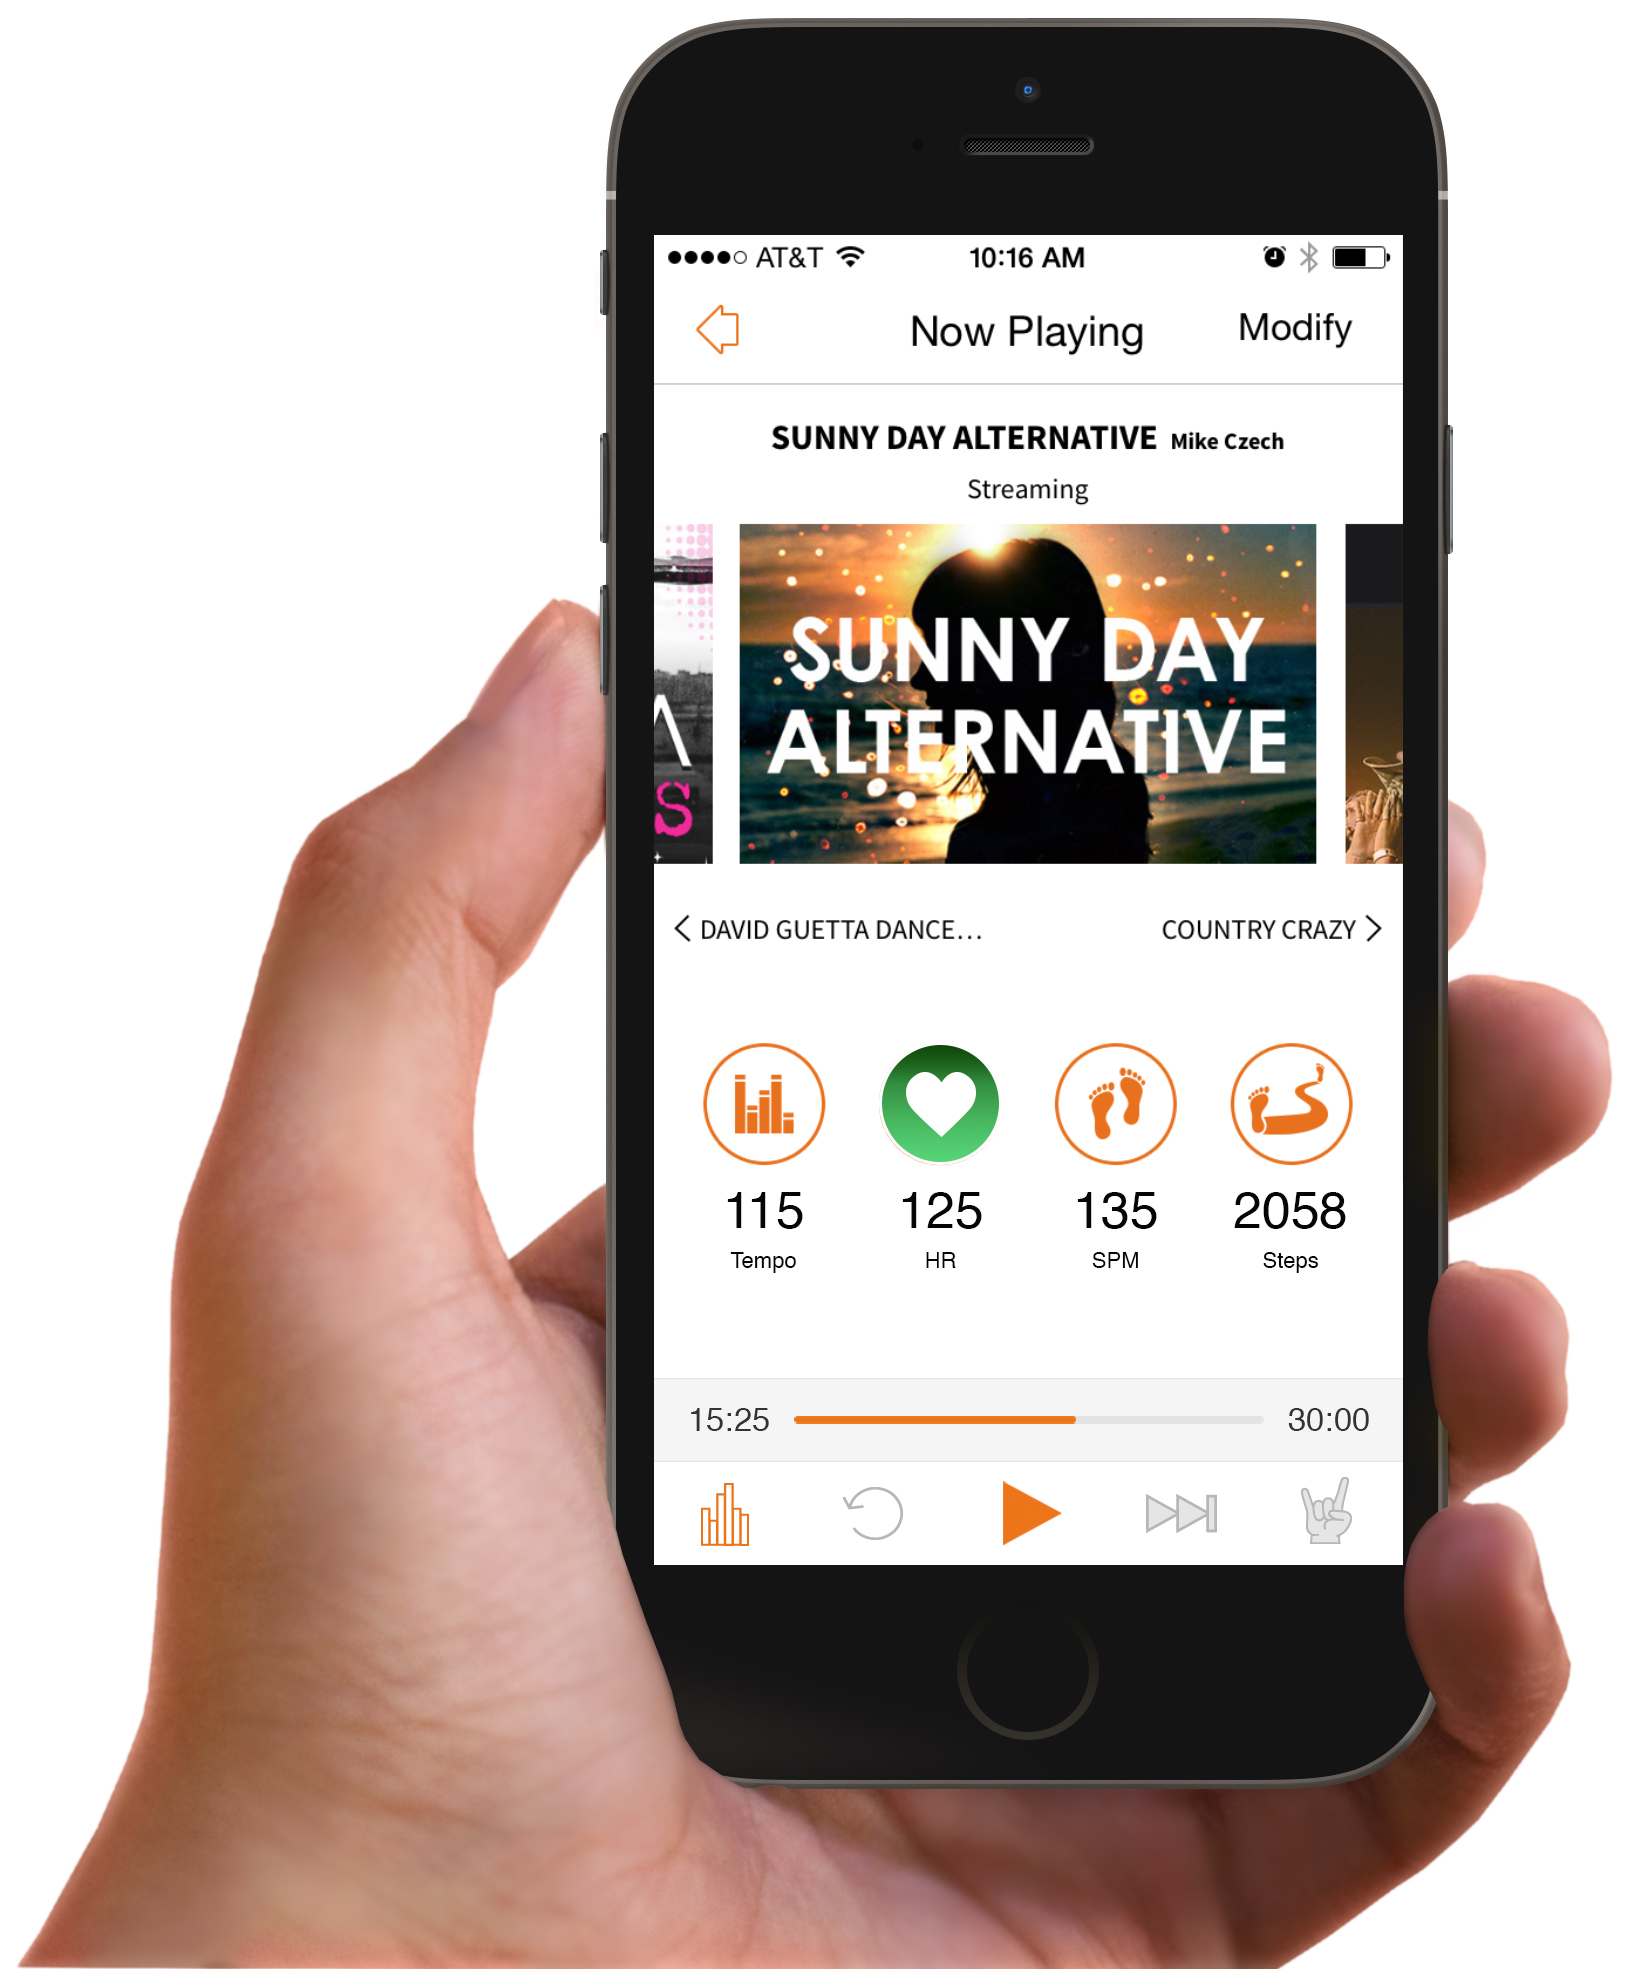 AT&T 10:16 AM
Now Playing Modify
SUNNY DAY ALTERNATIVE Mike Czech
Streaming
SUNNY DAY
ALTERNATIVE
S
DAVID GUETTA DANCE... COUNTRY CRAZY
115 125 135 2058
Tempo HR SPM Steps
15:25 30:00